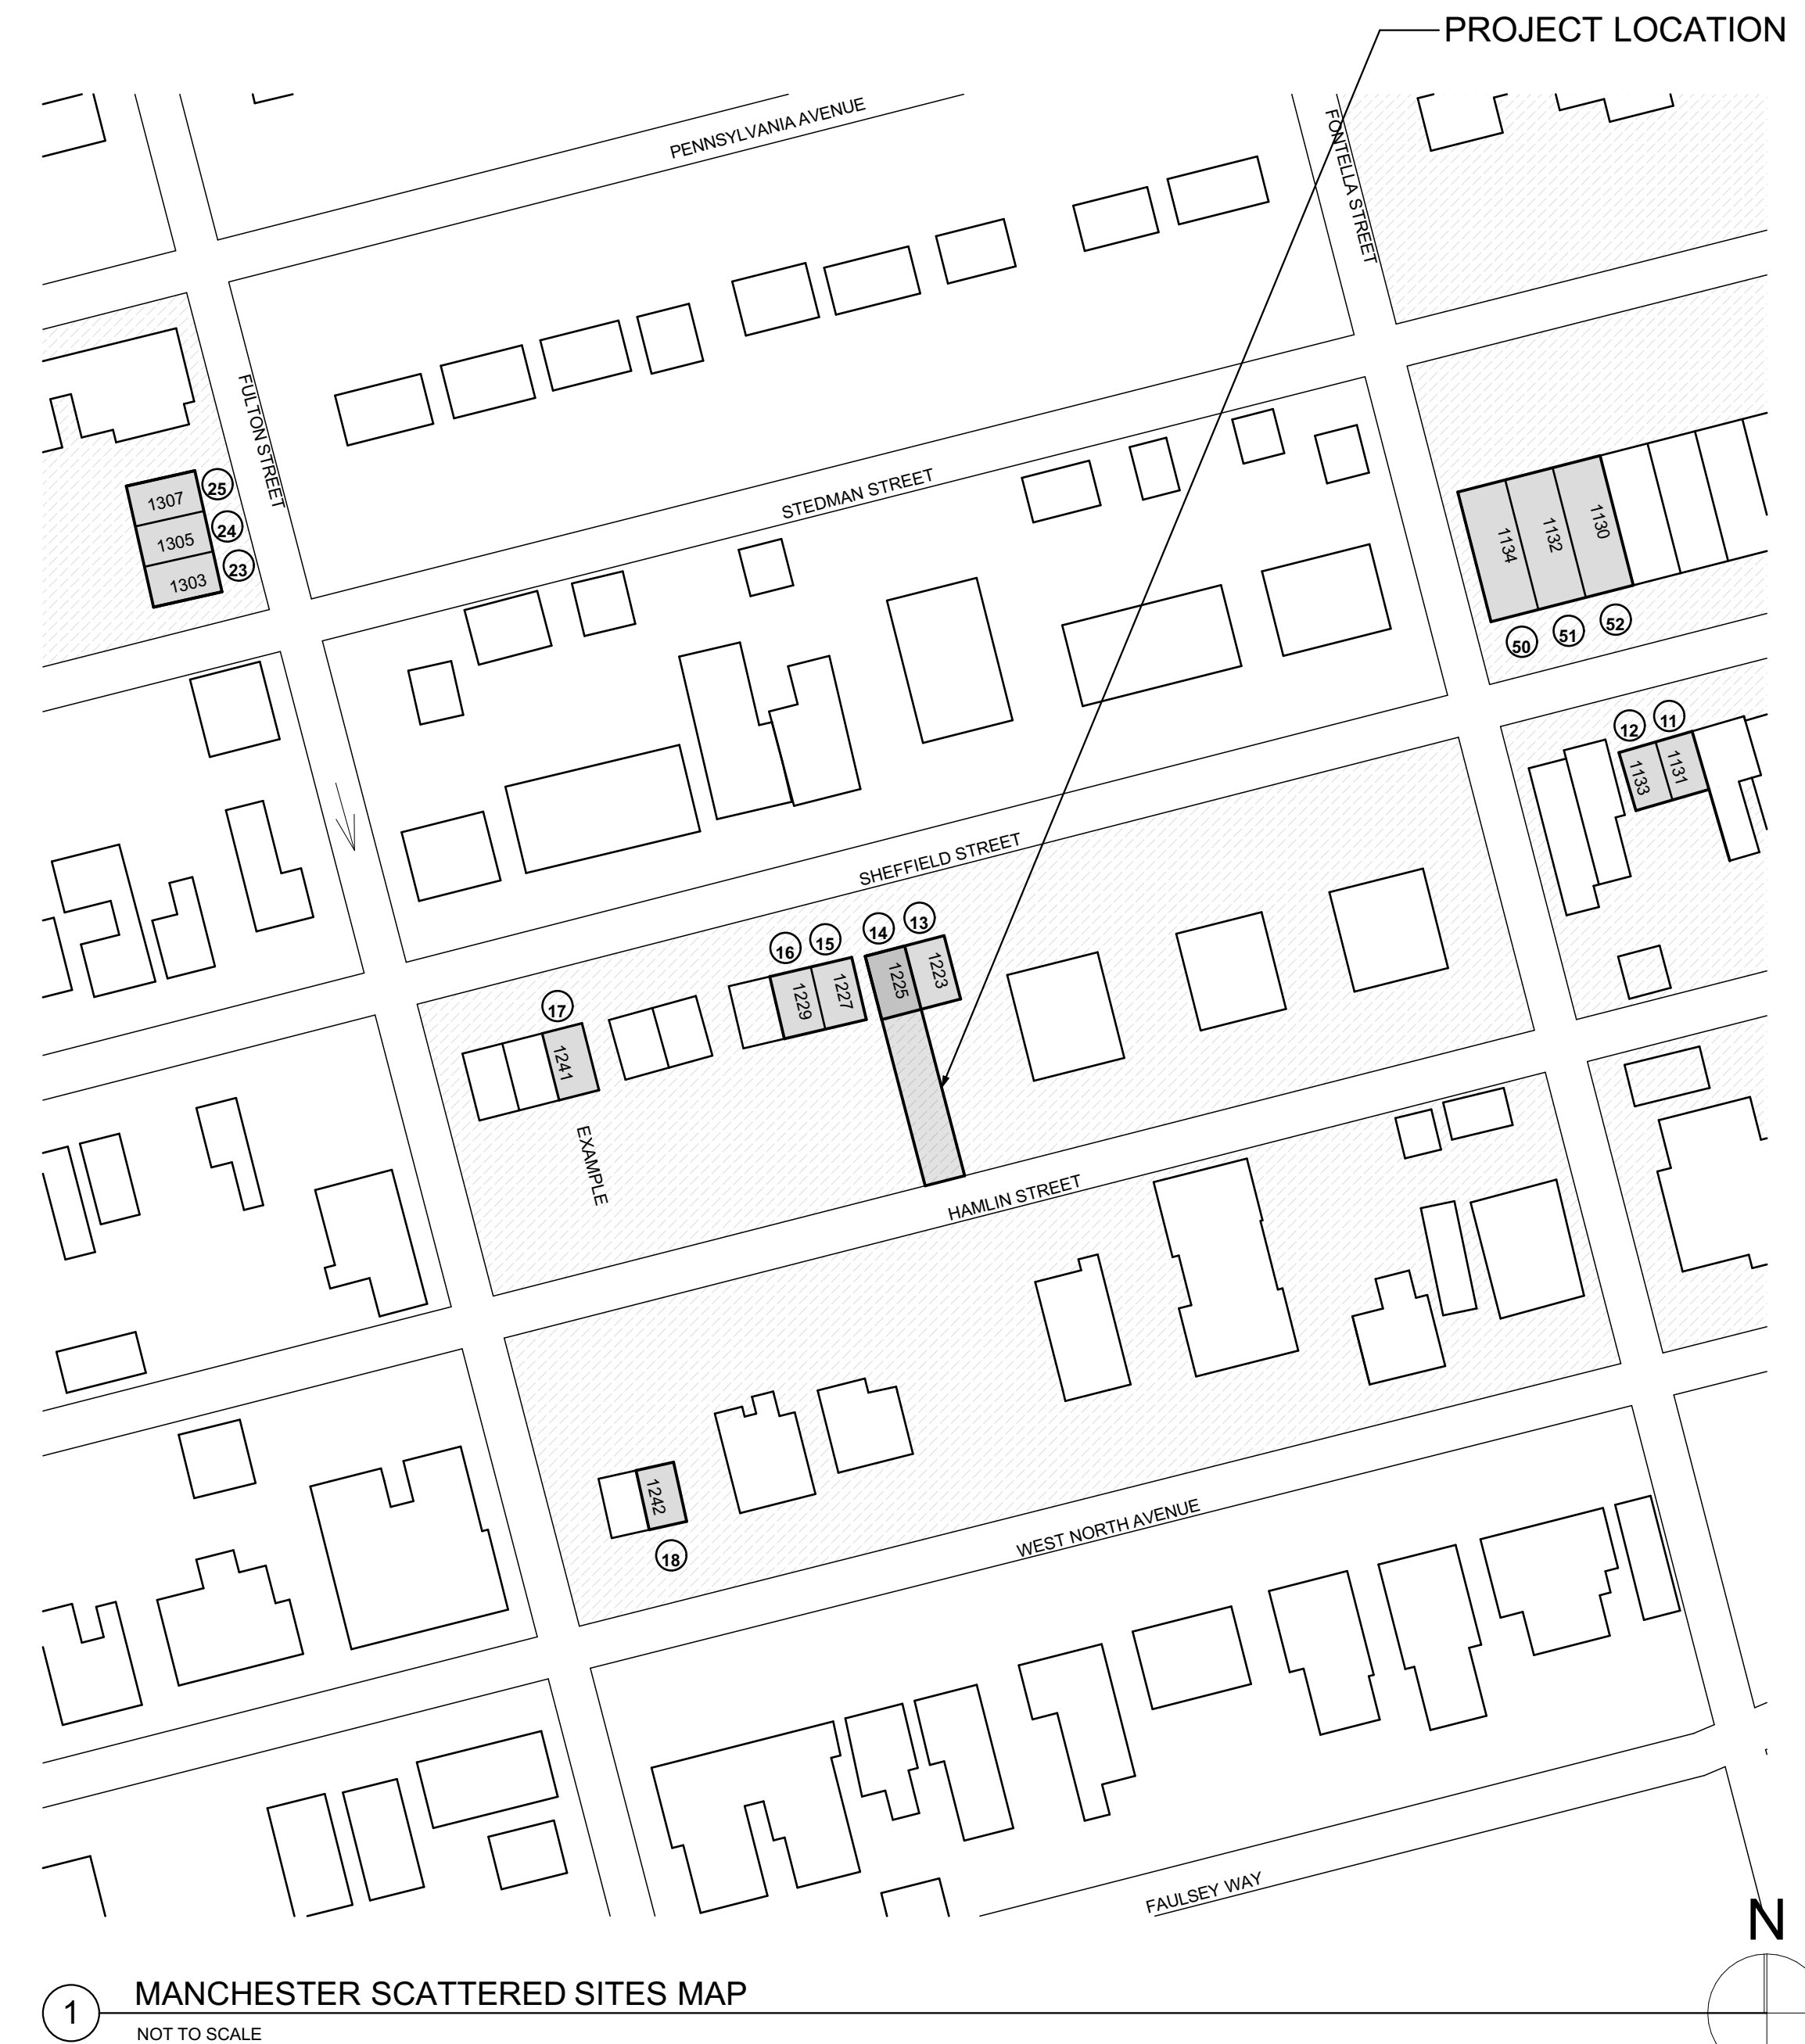 PROJECT LOCATION
PENNSYLVANIA AVENUE
FONTELLA STREET
FULTON STREET
1307
25
1305
24
1303
23
STEDMAN STREET
1134
1132
1130
50
51
52
12
11
1133
1131
SHEFFIELD STREET
14
13
16
15
1225
1223
1229
1227
17
1241
EXAMPLE
HAMLIN STREET
1242
18
WEST NORTH AVENUE
FAULSEY WAY
N
1
MANCHESTER SCATTERED SITES MAP
NOT TO SCALE